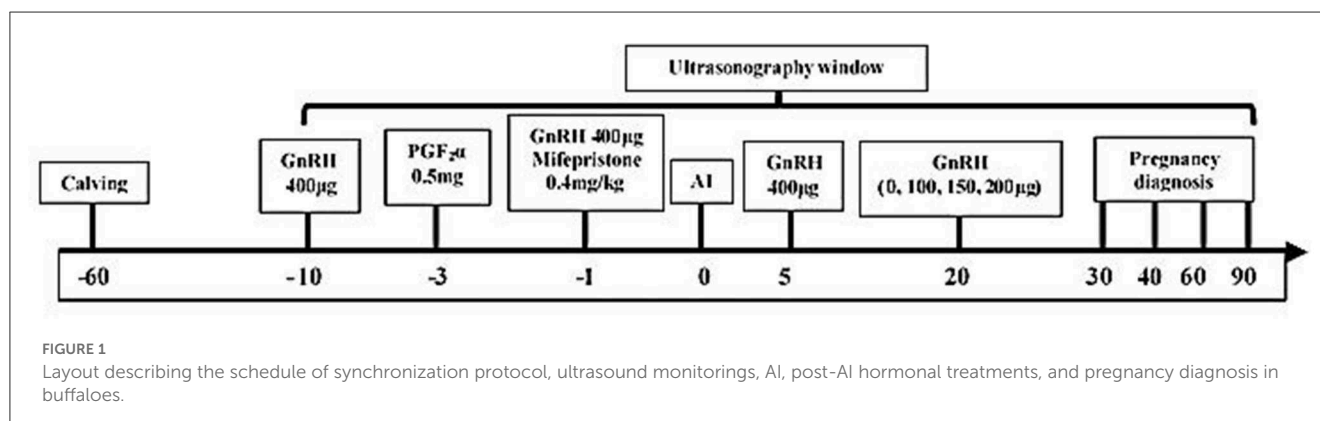 Ultrasonography window
Calving
GnRH
400µg
PGF₂α
0.5mg
GnRH 400µg
Mifepristone
0.4mg/kg
AI
GnRH
400µg
GnRH
(0, 100, 150, 200µg)
Pregnancy
diagnosis
-60 -10 -3 -1 0 5 20 30 40 60 90
FIGURE 1
Layout describing the schedule of synchronization protocol, ultrasound monitorings, AI, post-AI hormonal treatments, and pregnancy diagnosis in
buffaloes.